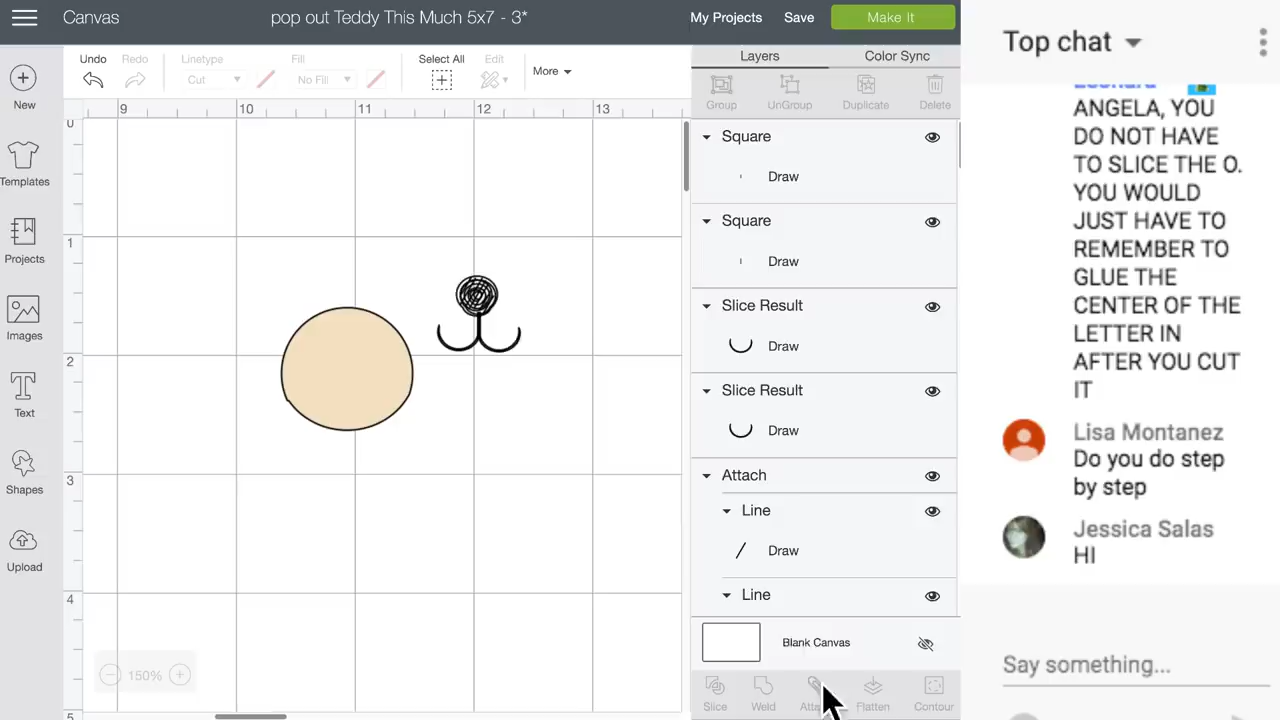 Canvas
pop out Teddy This Much 5x7 - 3*
My Projects
Save
Make It
Undo
Redo
Linetype
Cut
Fill
No Fill
Select All
Edit
More
Layers
Color Sync
Group
UnGroup
Duplicate
Delete
New
Templates
Projects
Images
Text
Shapes
Upload
9
10
11
12
13
0
1
2
3
4
5
150%
Square
Draw
Square
Draw
Slice Result
Draw
Slice Result
Draw
Attach
Line
Draw
Line
Blank Canvas
Slice
Weld
Flatten
Contour
Top chat
ANGELA, YOU
DO NOT HAVE
TO SLICE THE O.
YOU WOULD
JUST HAVE TO
REMEMBER TO
GLUE THE
CENTER OF THE
LETTER IN
AFTER YOU CUT
IT
Lisa Montanez
Do you do step
by step
Jessica Salas
HI
Say something...